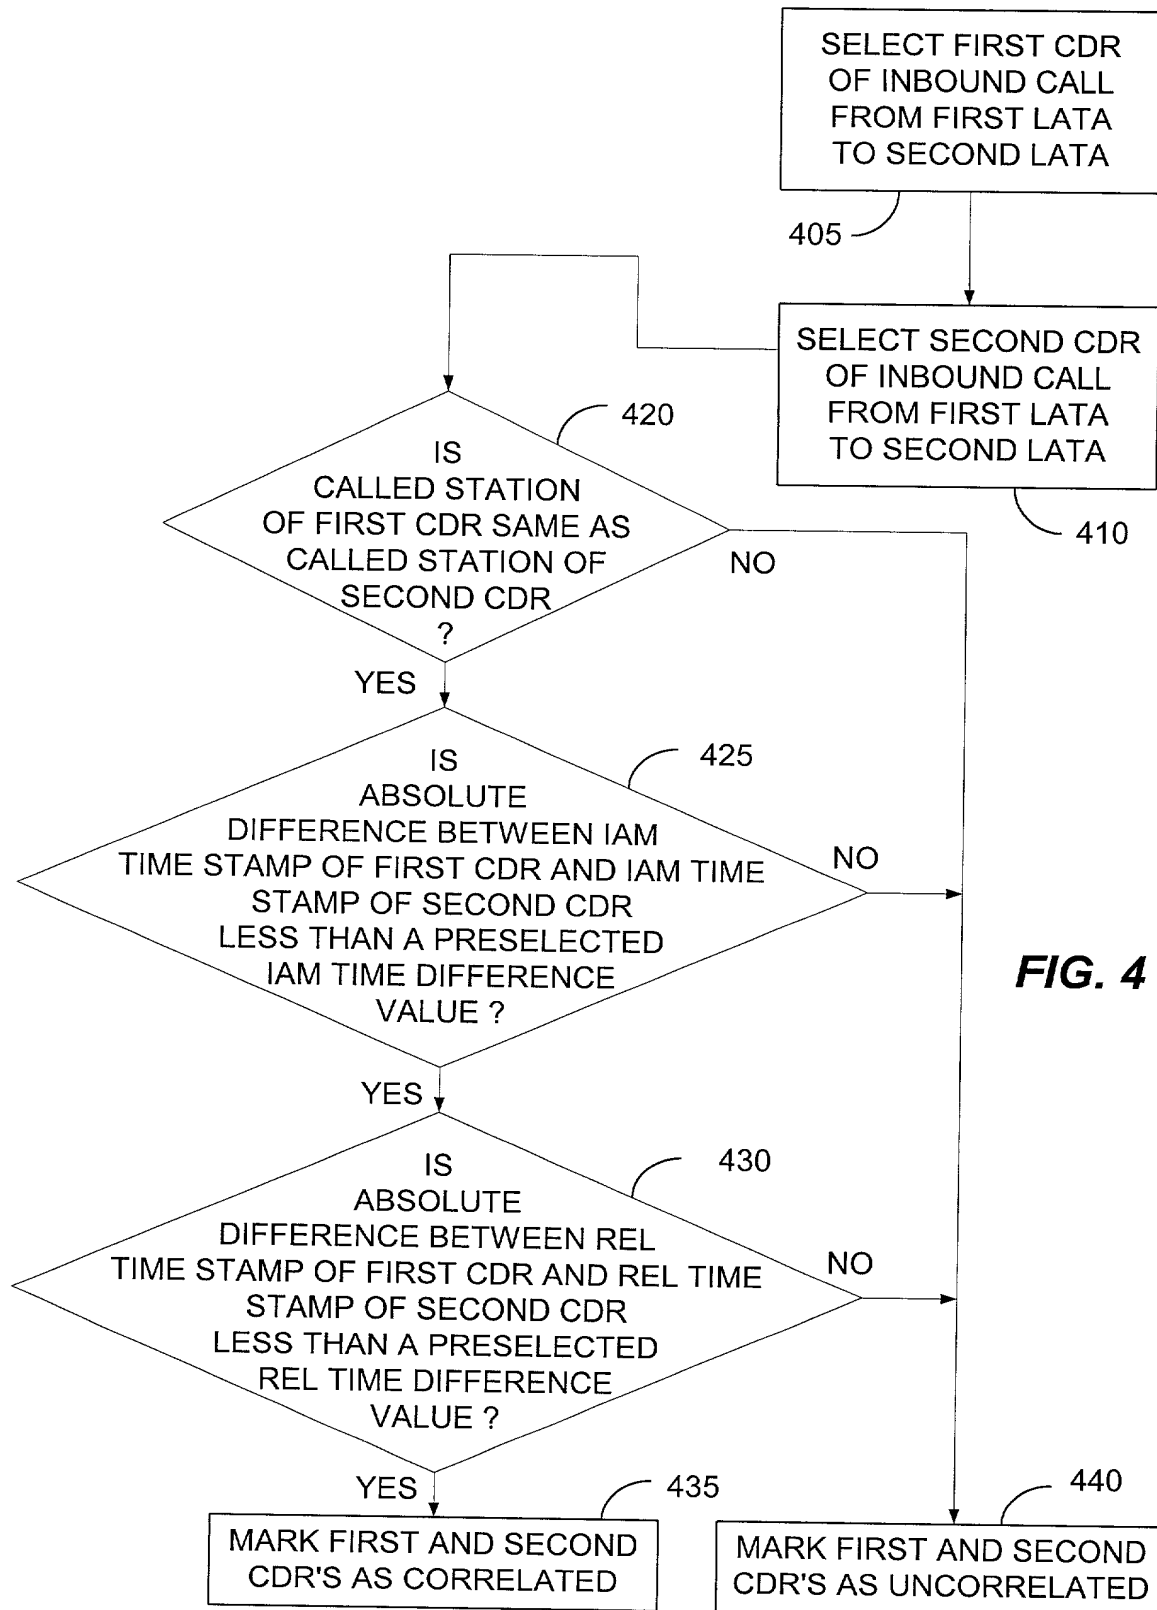 SELECT FIRST CDR
OF INBOUND CALL
FROM FIRST LATA
TO SECOND LATA
405
SELECT SECOND CDR
OF INBOUND CALL
FROM FIRST LATA
TO SECOND LATA
410
420
IS
CALLED STATION
OF FIRST CDR SAME AS
CALLED STATION OF
SECOND CDR
?
NO
YES
425
IS
ABSOLUTE
DIFFERENCE BETWEEN IAM
TIME STAMP OF FIRST CDR AND IAM TIME
STAMP OF SECOND CDR
LESS THAN A PRESELECTED
IAM TIME DIFFERENCE
VALUE ?
NO
FIG. 4
YES
430
IS
ABSOLUTE
DIFFERENCE BETWEEN REL
TIME STAMP OF FIRST CDR AND REL TIME
STAMP OF SECOND CDR
LESS THAN A PRESELECTED
REL TIME DIFFERENCE
VALUE ?
NO
YES
435
MARK FIRST AND SECOND
CDR'S AS CORRELATED
440
MARK FIRST AND SECOND
CDR'S AS UNCORRELATED